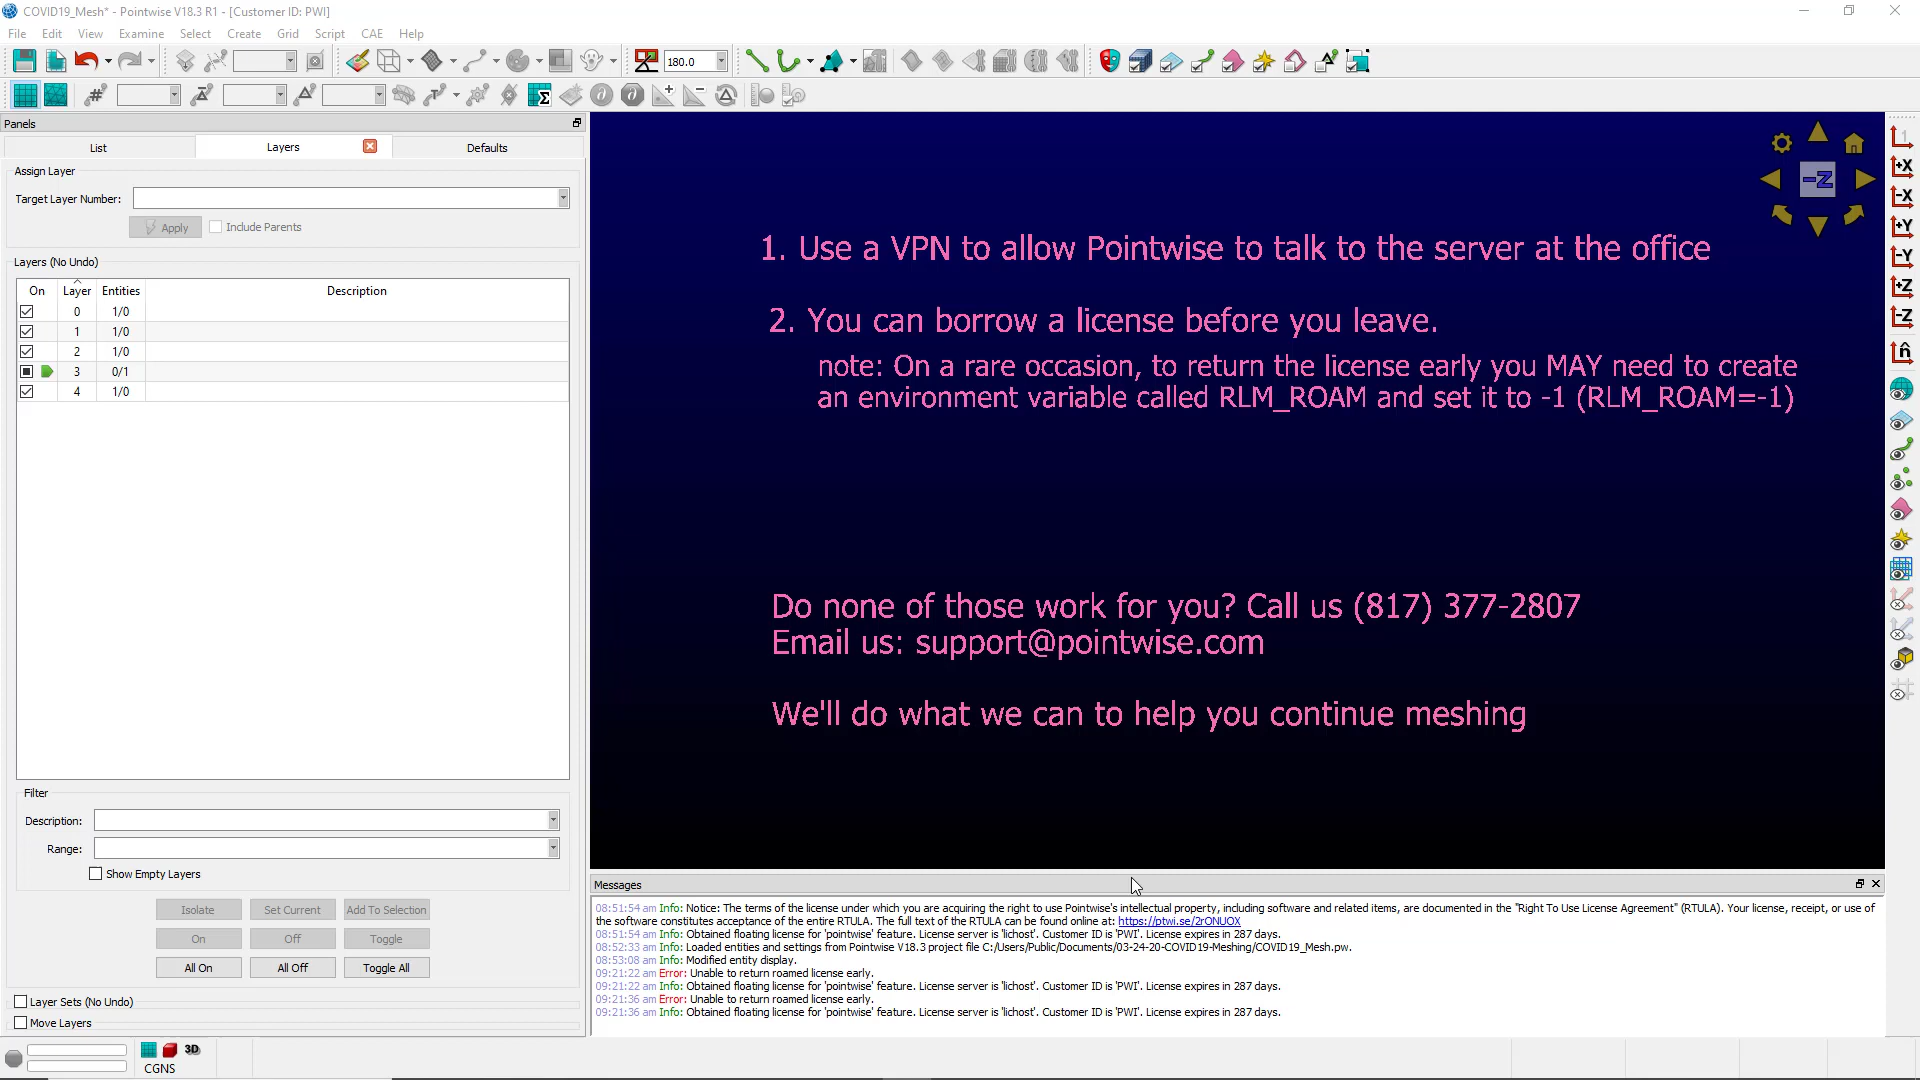 COVID19_Mesh* - Pointwise V18.3 R1 - [Customer ID: PWI]
File Edit View Examine Select Create Grid Script CAE Help
180.0
Panels
List Layers Defaults
Assign Layer
Target Layer Number:
Apply Include Parents
Layers (No Undo)
On Layer Entities Description
0 1/0
1 1/0
2 1/0
3 0/1
4 1/0
Filter
Description:
Range:
Show Empty Layers
Isolate Set Current Add To Selection
On Off Toggle
All On All Off Toggle All
Layer Sets (No Undo)
Move Layers
3D
CGNS
-Z
1. Use a VPN to allow Pointwise to talk to the server at the office
2. You can borrow a license before you leave.
note: On a rare occasion, to return the license early you MAY need to create
an environment variable called RLM_ROAM and set it to -1 (RLM_ROAM=-1)
Do none of those work for you? Call us (817) 377-2807
Email us: support@pointwise.com
We'll do what we can to help you continue meshing
+X
-X
+Y
-Y
+Z
-Z
n̂
Messages
08:51:54 am Info: Notice: The terms of the license under which you are acquiring the right to use Pointwise's intellectual property, including software and related items, are documented in the "Right To Use License Agreement" (RTULA). Your license, receipt, or use of
the software constitutes acceptance of the entire RTULA. The full text of the RTULA can be found online at: https://ptwi.se/2rONUOX
08:51:54 am Info: Obtained floating license for 'pointwise' feature. License server is 'lichost'. Customer ID is 'PWI'. License expires in 287 days.
08:52:33 am Info: Loaded entities and settings from Pointwise V18.3 project file C:/Users/Public/Documents/03-24-20-COVID19-Meshing/COVID19_Mesh.pw.
08:53:08 am Info: Modified entity display.
09:21:22 am Error: Unable to return roamed license early.
09:21:22 am Info: Obtained floating license for 'pointwise' feature. License server is 'lichost'. Customer ID is 'PWI'. License expires in 287 days.
09:21:36 am Error: Unable to return roamed license early.
09:21:36 am Info: Obtained floating license for 'pointwise' feature. License server is 'lichost'. Customer ID is 'PWI'. License expires in 287 days.